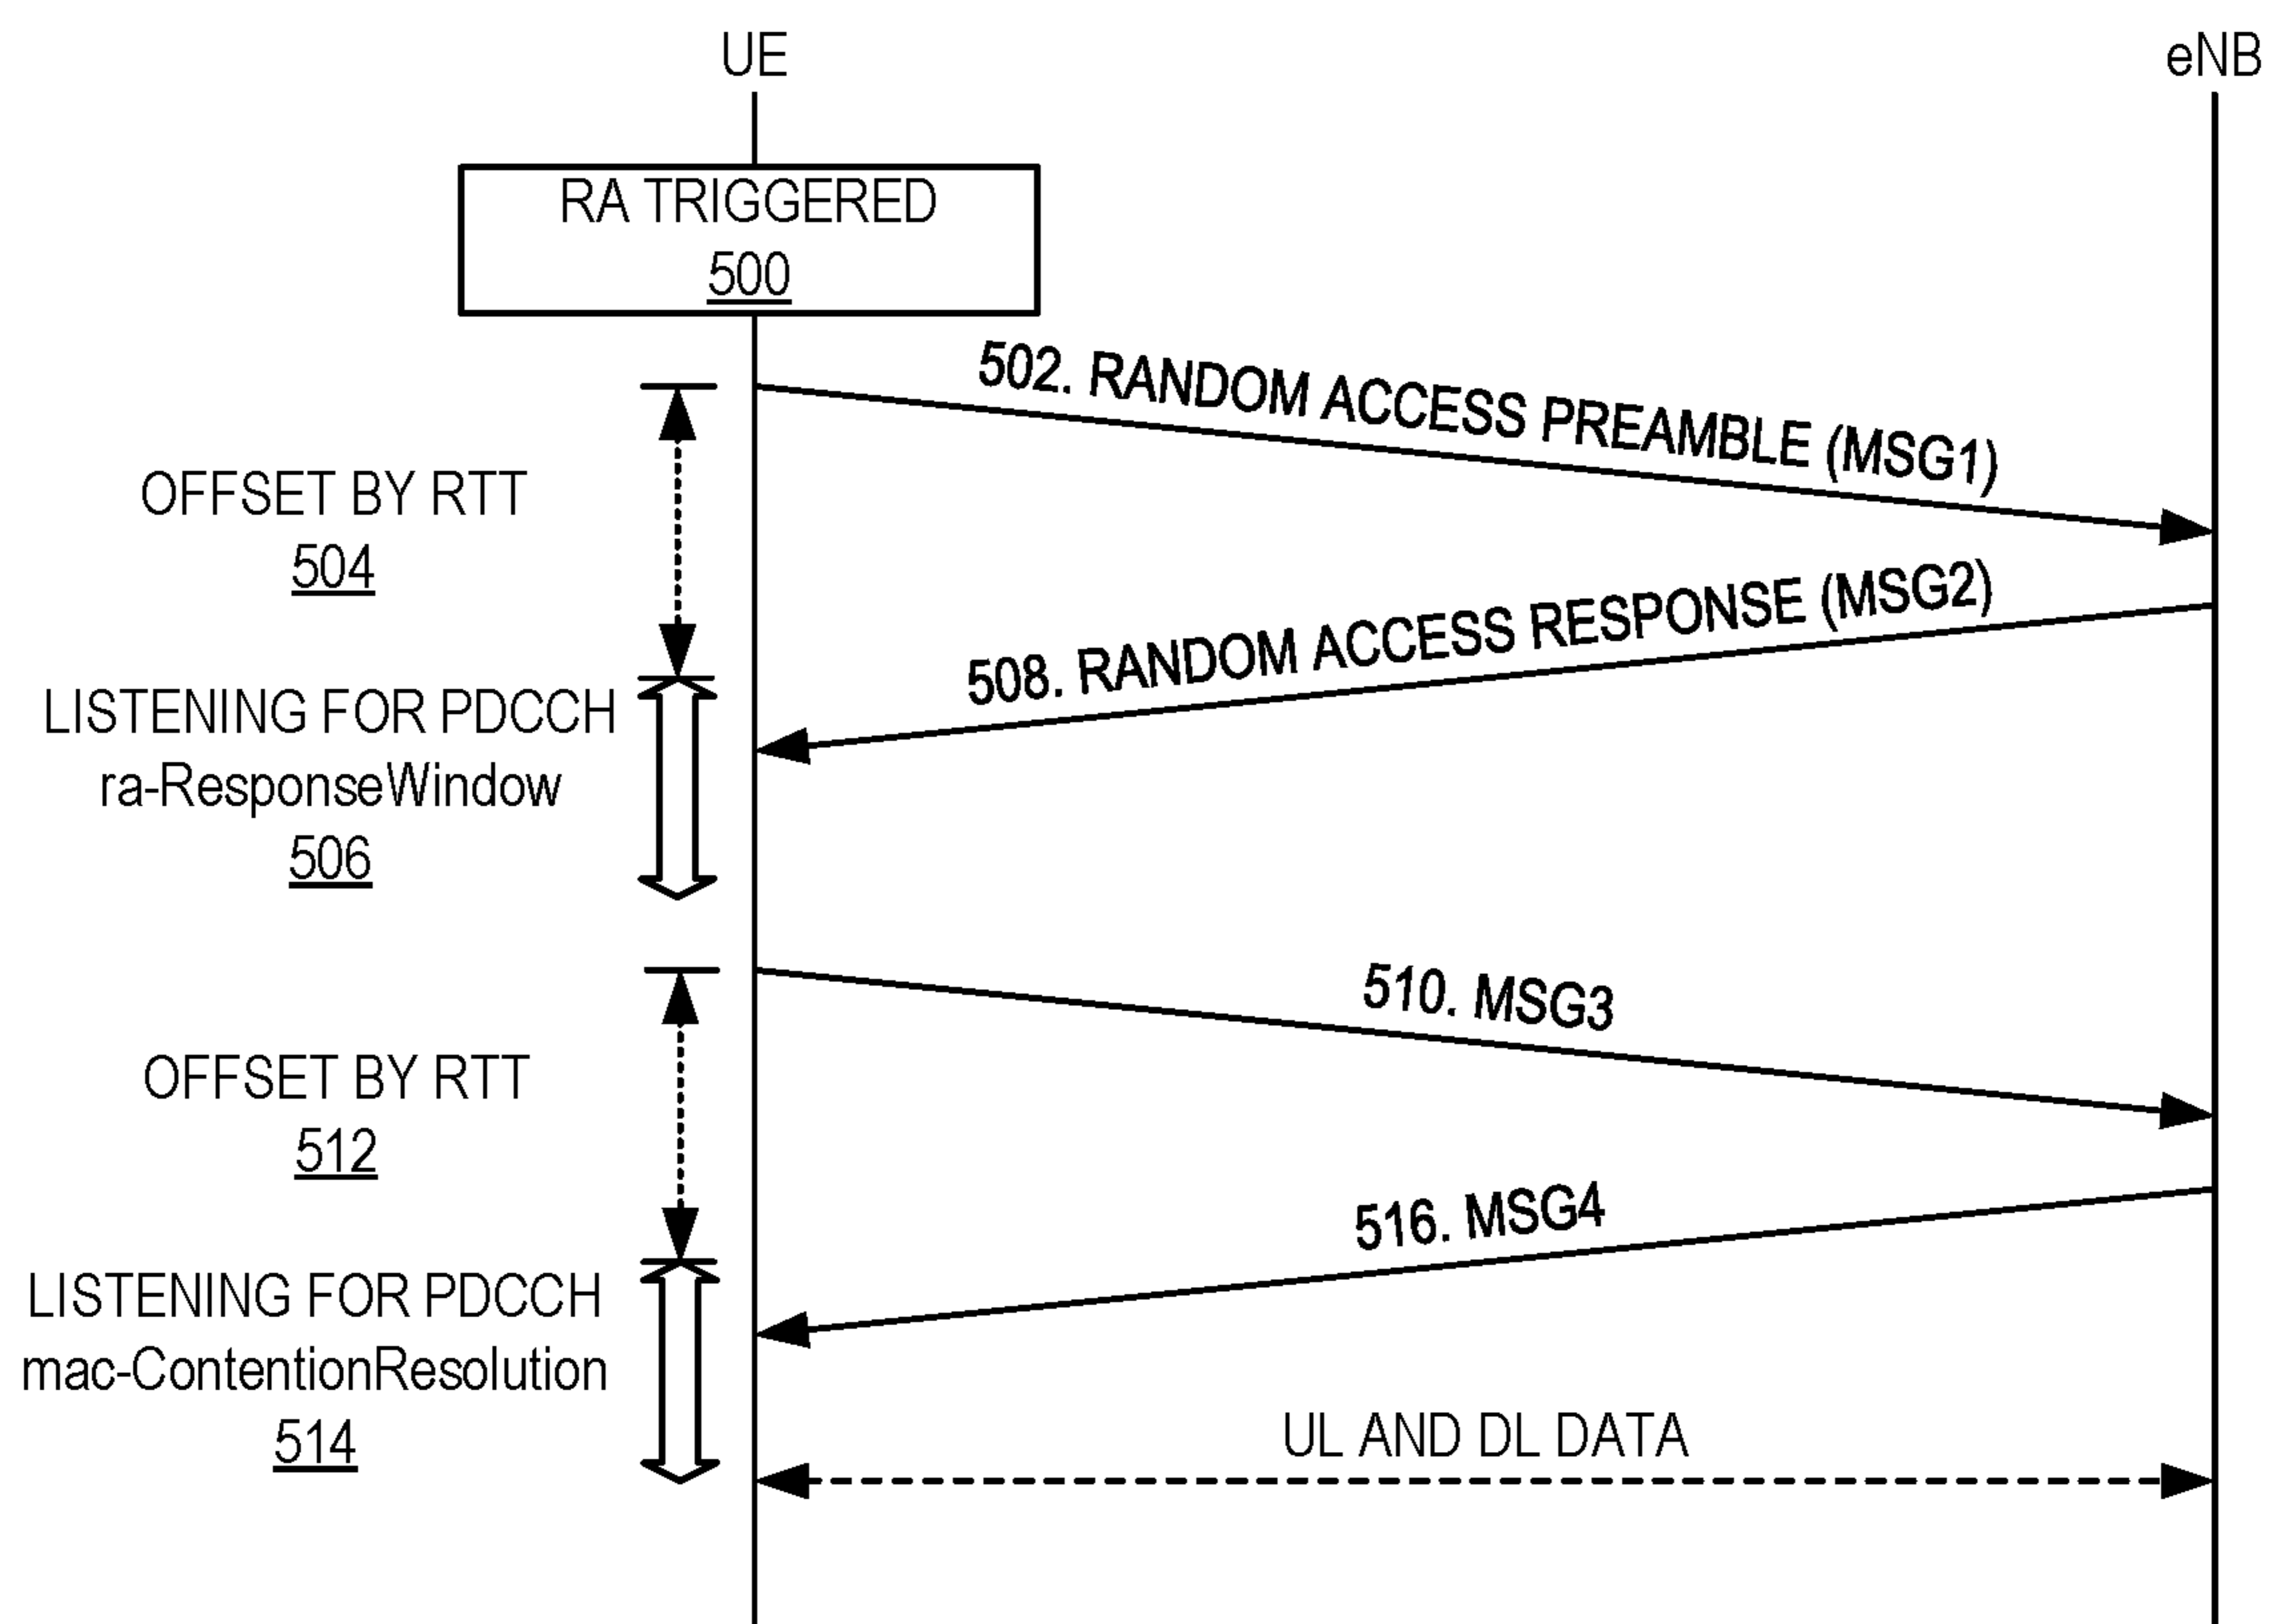 UE
eNB
RA TRIGGERED
500
502. RANDOM ACCESS PREAMBLE (MSG1)
OFFSET BY RTT
504
508. RANDOM ACCESS RESPONSE (MSG2)
LISTENING FOR PDCCH
ra-ResponseWindow
506
510. MSG3
OFFSET BY RTT
512
516. MSG4
LISTENING FOR PDCCH
mac-ContentionResolution
514
UL AND DL DATA